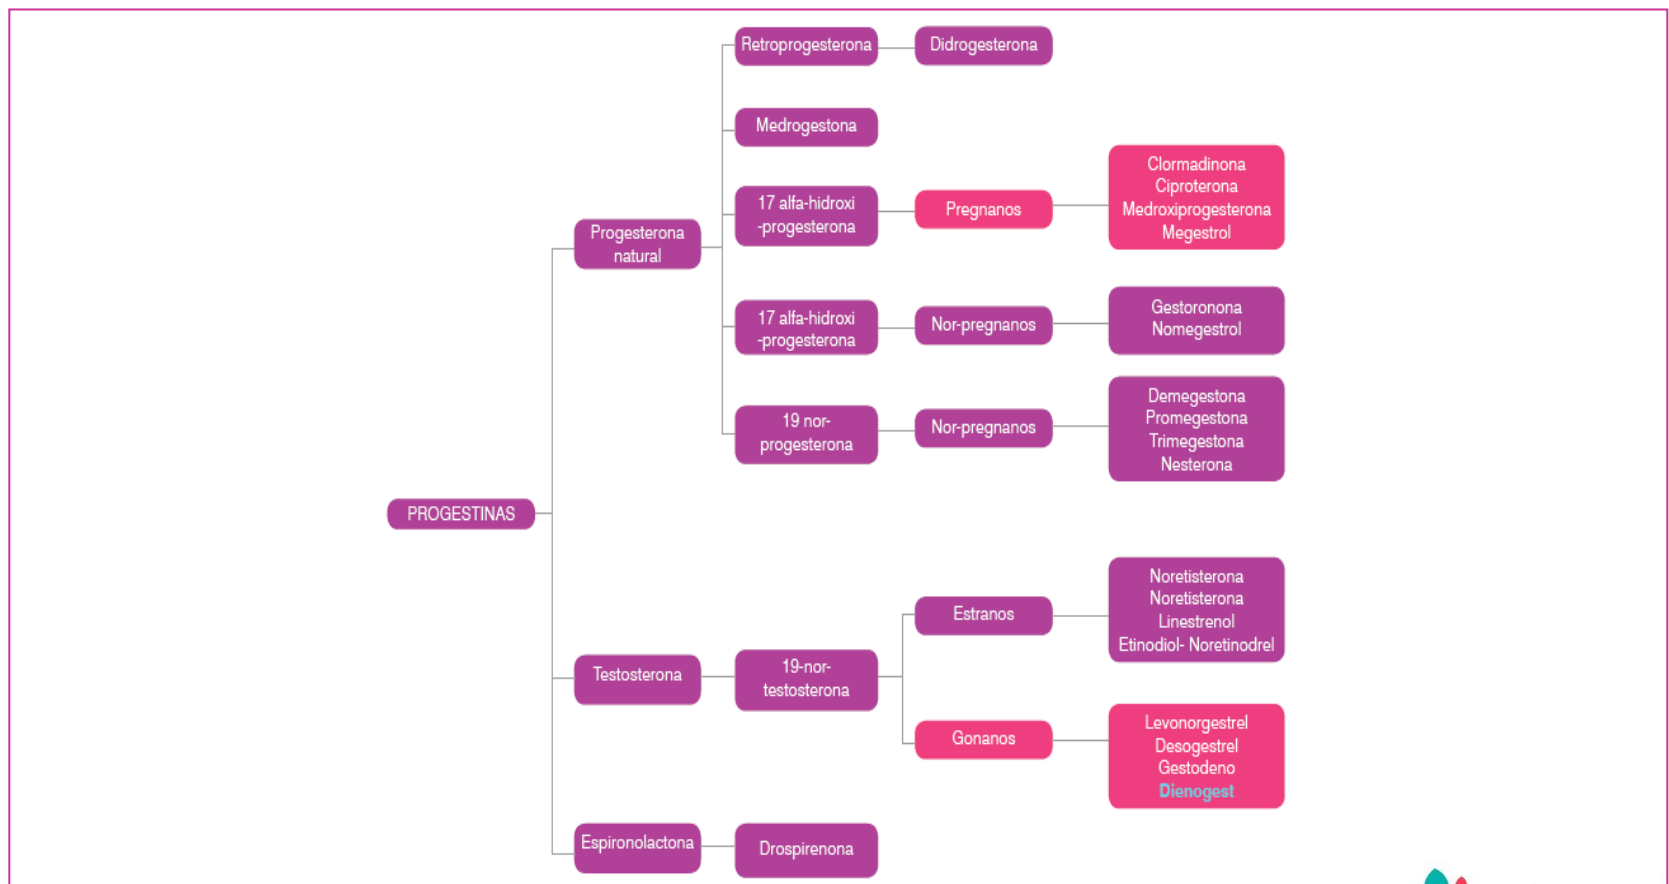 Retroprogesterona
Didrogesterona
Medrogestona
17 alfa-hidroxi
-progesterona
Pregnanos
Clormadinona
Ciproterona
Medroxiprogesterona
Megestrol
Progesterona
natural
17 alfa-hidroxi
-progesterona
Nor-pregnanos
Gestoronona
Nomegestrol
19 nor-
progesterona
Nor-pregnanos
Demegestona
Promegestona
Trimegestona
Nesterona
PROGESTINAS
Testosterona
19-nor-
testosterona
Estranos
Noretisterona
Noretisterona
Linestrenol
Etinodiol- Noretinodrel
Gonanos
Levonorgestrel
Desogestrel
Gestodeno
Dienogest
Espironolactona
Drospirenona